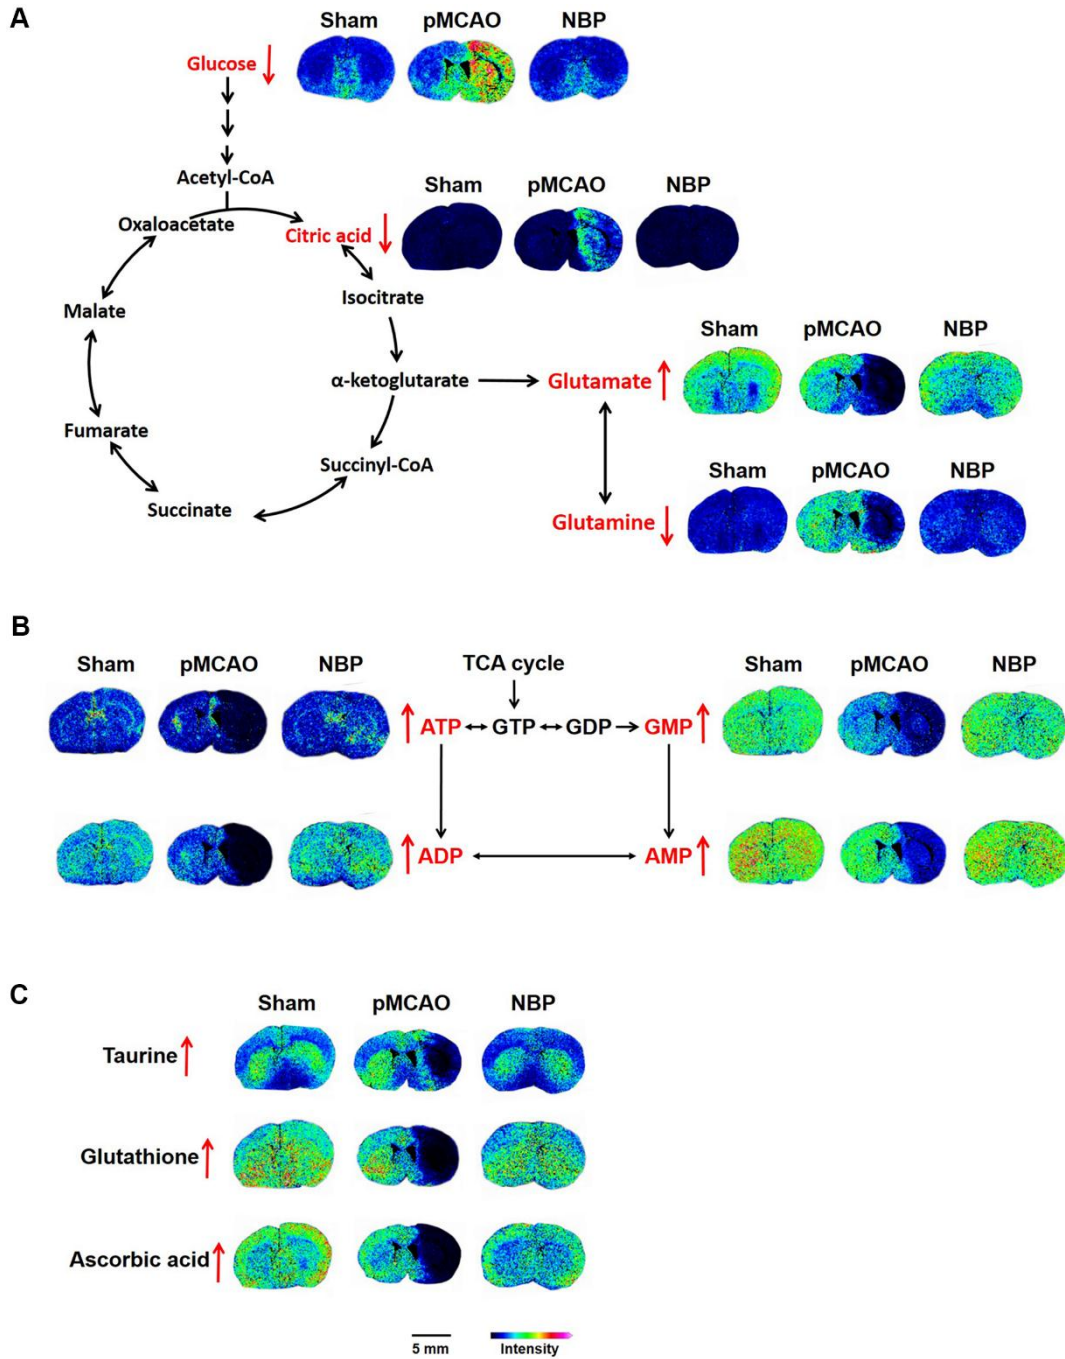 A
Sham pMCAO NBP
Glucose
Acetyl-CoA
Sham pMCAO NBP
Oxaloacetate
Citric acid
Isocitrate
Malate
Sham pMCAO NBP
α-ketoglutarate
Glutamate
Fumarate
Succinyl-CoA
pMCAO
Sham NBP
Succinate
Glutamine
B
Sham pMCAO NBP TCA cycle Sham pMCAO NBP
ATP GTP GDP GMP
ADP AMP
C
Sham pMCAO NBP
Taurine
Glutathione
Ascorbic acid
5 mm Intensity